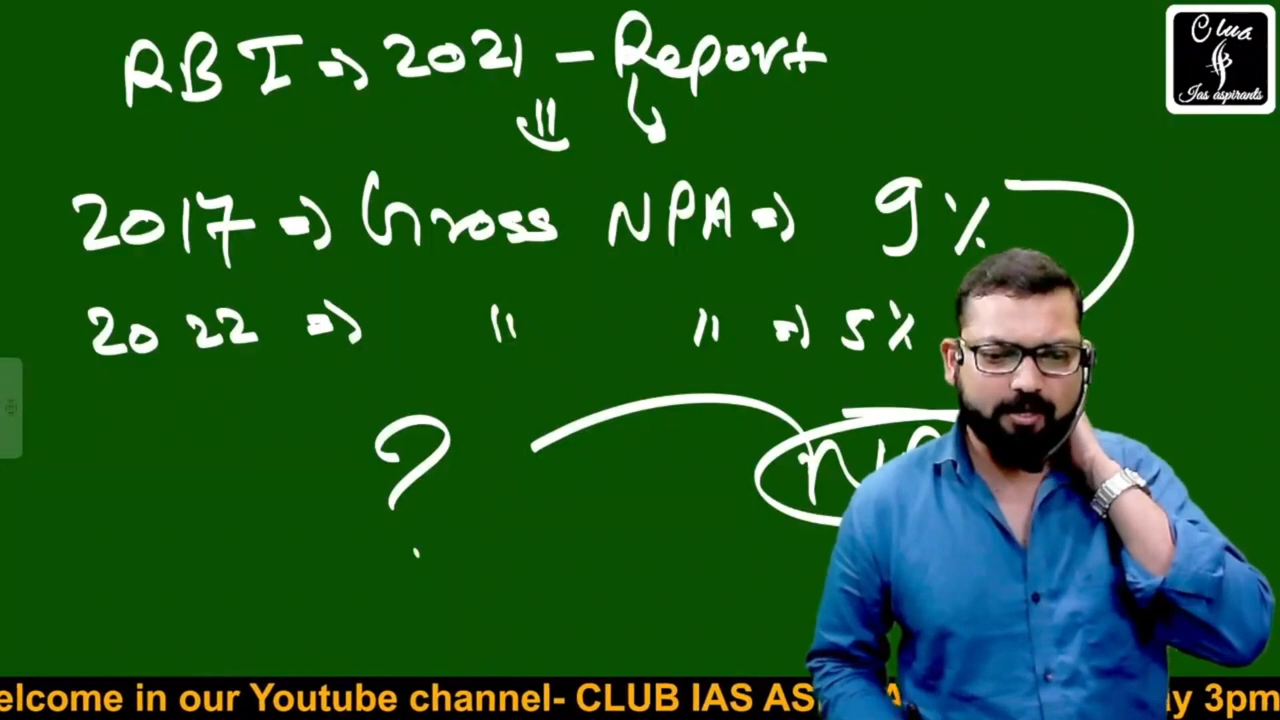 RBI ⇒ 2021 - Report
Club
Ias aspirants
2017 ⇒ Gross NPA ⇒ 9%
2022 ⇒ " " ⇒ 5%
?
elcome in our Youtube channel- CLUB IAS AS
ay 3pm